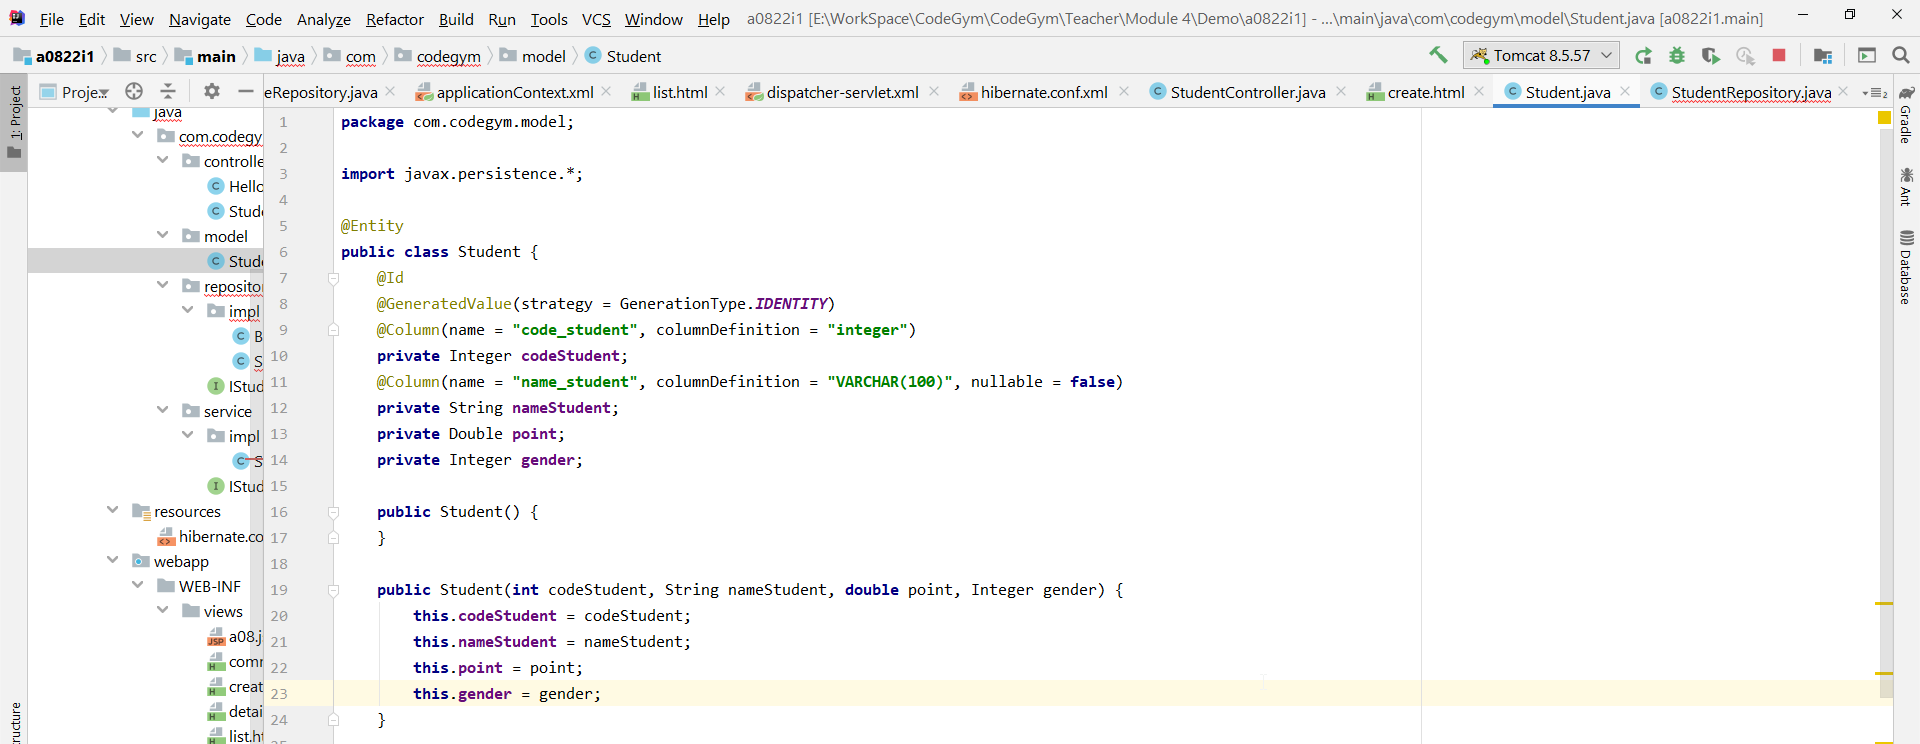 File Edit View Navigate Code Analyze Refactor Build Run Tools VCS Window Help a0822i1 [E:\WorkSpace\CodeGym\CodeGym\Teacher\Module 4\Demo\a0822i1] - ...\main\java\com\codegym\model\Student.java [a0822i1.main]
a0822i1 src main java com codegym model Student Tomcat 8.5.57
Proje... eRepository.java applicationContext.xml list.html dispatcher-servlet.xml hibernate.conf.xml StudentController.java create.html Student.java StudentRepository.java
1: Project
java
com.codegy
controlle
Hello
Stude
model
Stude
reposito
impl
B
S
IStud
service
impl
S
IStud
resources
hibernate.co
webapp
WEB-INF
views
a08.j
comm
creat
detai
list.ht
ructure
1 package com.codegym.model;
2
3 import javax.persistence.*;
4
5 @Entity
6 public class Student {
7 @Id
8 @GeneratedValue(strategy = GenerationType.IDENTITY)
9 @Column(name = "code_student", columnDefinition = "integer")
10 private Integer codeStudent;
11 @Column(name = "name_student", columnDefinition = "VARCHAR(100)", nullable = false)
12 private String nameStudent;
13 private Double point;
14 private Integer gender;
15
16 public Student() {
17 }
18
19 public Student(int codeStudent, String nameStudent, double point, Integer gender) {
20 this.codeStudent = codeStudent;
21 this.nameStudent = nameStudent;
22 this.point = point;
23 this.gender = gender;
24 }
Gradle
Ant
Database